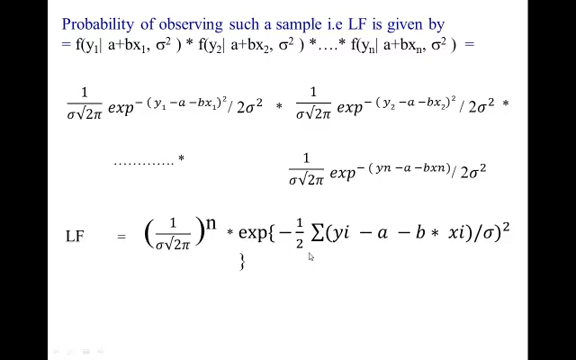 Probability of observing such a sample i.e LF is given by
= f(y₁| a+bx₁, σ² ) * f(y₂| a+bx₂, σ² ) *….* f(yₙ| a+bxₙ, σ² ) =
1/(σ√2π) exp^−(y₁−a −bx₁)²/ 2σ² * 1/(σ√2π) exp^−(y₂−a −bx₂)² / 2σ² *
…………. * 1/(σ√2π) exp^−(yn −a −bxn)/ 2σ²
LF = (1/(σ√2π))ⁿ * exp{−1/2 ∑(yi − a − b ∗ xi)/σ)²
}